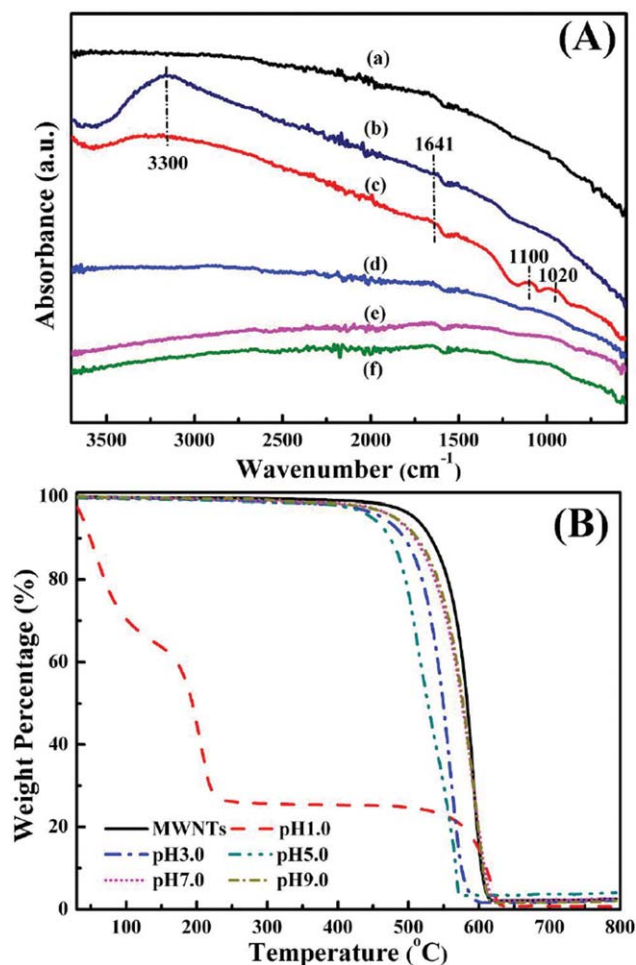 (A)
(a)
(b)
1641
3300
(c)
1100
1020
(d)
(e)
(f)
Absorbance (a.u.)
3500 3000 2500 2000 1500 1000
Wavenumber (cm-1)
(B)
100
80
60
40
20
0
Weight Percentage (%)
MWNTs pH1.0
pH3.0 pH5.0
pH7.0 pH9.0
100 200 300 400 500 600 700 800
Temperature (°C)